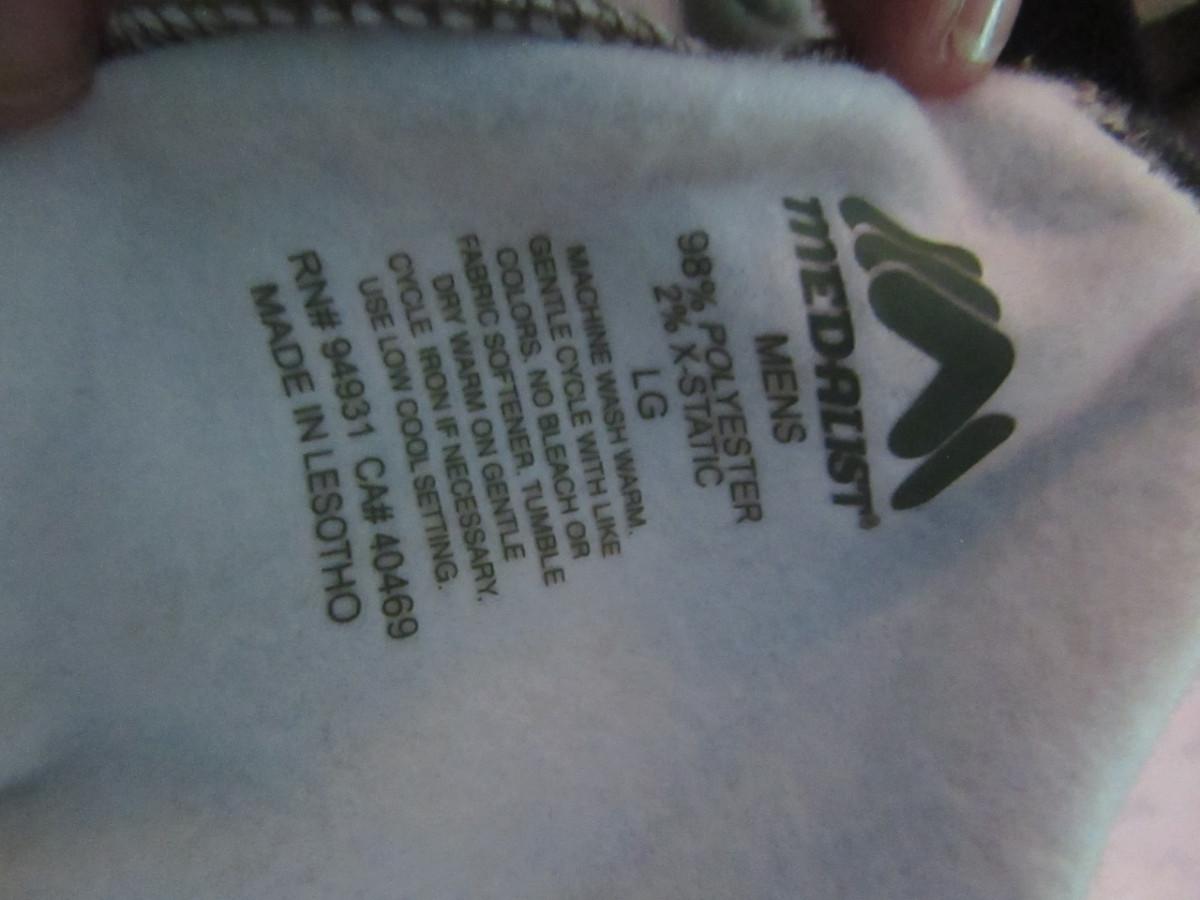 MEDALIST®
MENS
98% POLYESTER
2% X-STATIC
LG
MACHINE WASH WARM.
GENTLE CYCLE WITH LIKE
COLORS. NO BLEACH OR
FABRIC SOFTENER. TUMBLE
DRY WARM ON GENTLE
CYCLE IRON IF NECESSARY.
USE LOW COOL SETTING.
RN# 94931 CA# 40469
MADE IN LESOTHO